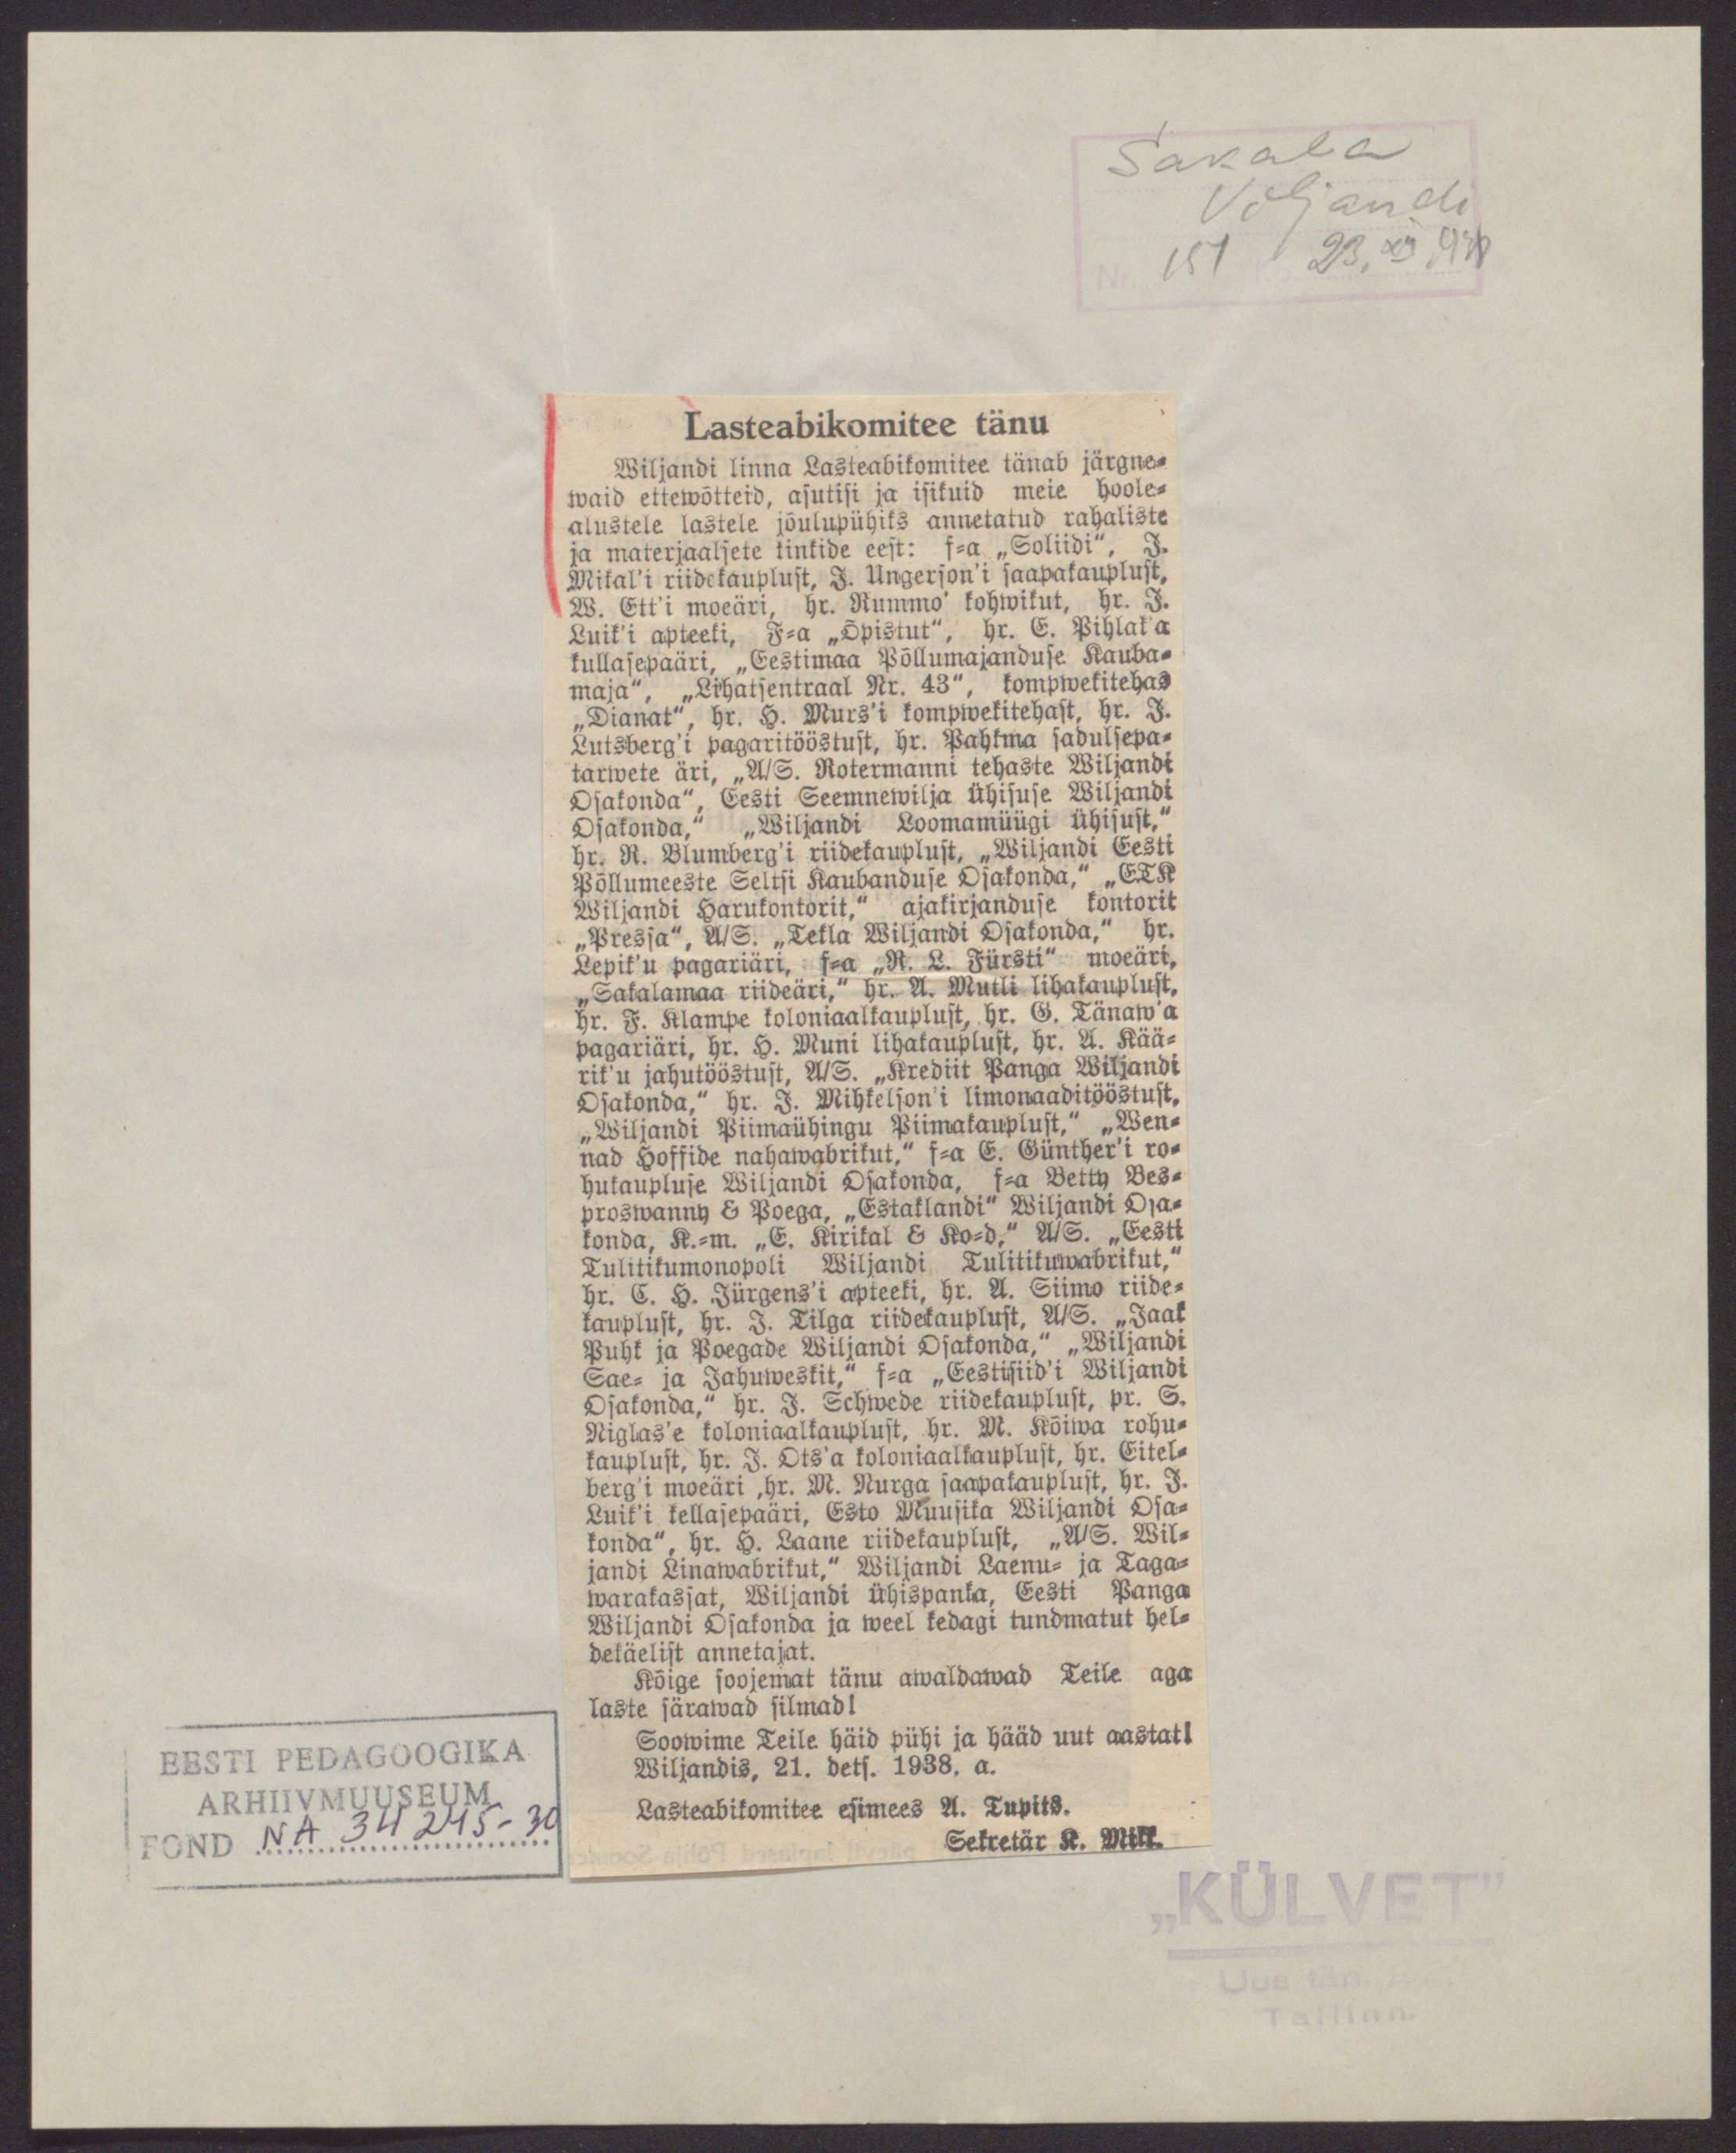 Sakala
Viljandi
Nr. 151 23. XII 938
Lasteabikomitee tänu
Wiljandi linna Lasteabikomitee tänab järgne-
waid ettewõtteid, asutisi ja isikuid meie hoole-
alustele lastele jõulupühiks annetatud rahaliste
ja materjaalsete kinkide eest: f-a „Soliidi“, J.
Mikal'i riidekauplust, J. Ungerson'i saapakauplust,
W. Ett'i moeäri, hr. Rummo' kohwikut, hr. J.
Luik'i apteeki, F-a „Õpistut“, hr. E. Pihlak'a
kullasepaäri, „Eestimaa Põllumajanduse Kauba-
maja“, „Lihatsentraal Nr. 43“, kompwekitehas
„Dianat“, hr. H. Murs'i kompwekitehast, hr. J.
Lutsberg'i pagaritööstust, hr. Pahkma sadulsepa-
tarwete äri, „A/S. Rotermanni tehaste Wiljandi
Osakonda“, Eesti Seemnewilja ühisuse Wiljandi
Osakonda,“ „Wiljandi Loomamüügi ühisust,“
hr. R. Blumberg'i riidekauplust, „Wiljandi Eesti
Põllumeeste Seltsi Kaubanduse Osakonda,“ „ETK
Wiljandi Harukontorit,“ ajakirjanduse kontorit
„Pressa“, A/S. „Tekla Wiljandi Osakonda,“ hr.
Lepik'u pagariäri, f-a „R. L. Fürsti“ moeäri,
„Sakalamaa riideäri,“ hr. A. Mutli lihakauplust,
hr. F. Klampe koloniaalkauplust, hr. G. Tänaw'a
pagariäri, hr. H. Muni lihakauplust, hr. A. Kää-
rik'u jahutööstust, A/S. „Krediit Panga Wiljandi
Osakonda,“ hr. J. Mihkelson'i limonaaditööstust,
„Wiljandi Piimaühingu Piimakauplust,“ „Wen-
nad Hoffide nahawabrikut,“ f-a E. Günther'i ro-
hukaupluse Wiljandi Osakonda, f-a Betty Bes-
proswanny & Poega, „Estaklandi“ Wiljandi Osa-
konda, K.-m. „E. Kirikal & Ko-d,“ A/S. „Eesti
Tulitikumonopoli Wiljandi Tulitikuwabrikut,“
hr. C. H. Jürgens'i apteeki, hr. A. Siimo riide-
kauplust, hr. J. Tilga riidekauplust, A/S. „Jaak
Puhk ja Poegade Wiljandi Osakonda,“ „Wiljandi
Sae- ja Jahuweskit,“ f-a „Eestisiid'i Wiljandi
Osakonda,“ hr. J. Schwede riidekauplust, pr. S.
Niglas'e koloniaalkauplust, hr. M. Kõiwa rohu-
kauplust, hr. J. Ots'a koloniaalkauplust, hr. Eitel-
berg'i moeäri ,hr. M. Nurga saapakauplust, hr. J.
Luik'i kellasepaäri, Esto Muusika Wiljandi Osa-
konda“, hr. H. Laane riidekauplust, „A/S. Wil-
jandi Linawabrikut,“ Wiljandi Laenu- ja Taga-
warakassat, Wiljandi ühispanka, Eesti Panga
Wiljandi Osakonda ja weel kedagi tundmatut hel-
dekäelist annetajat.
Kõige soojemat tänu awaldawad Teile aga
laste särawad silmad!
Soowime Teile häid pühi ja hääd uut aastat!
Wiljandis, 21. dets. 1938. a.
Lasteabikomitee esimees A. Tupits.
Sekretär K. Mikk.
EESTI PEDAGOOGIKA
ARHIIVMUUSEUM
FOND NA 34245-30
„KÜLVET”
Uus tän.
Tallinn.